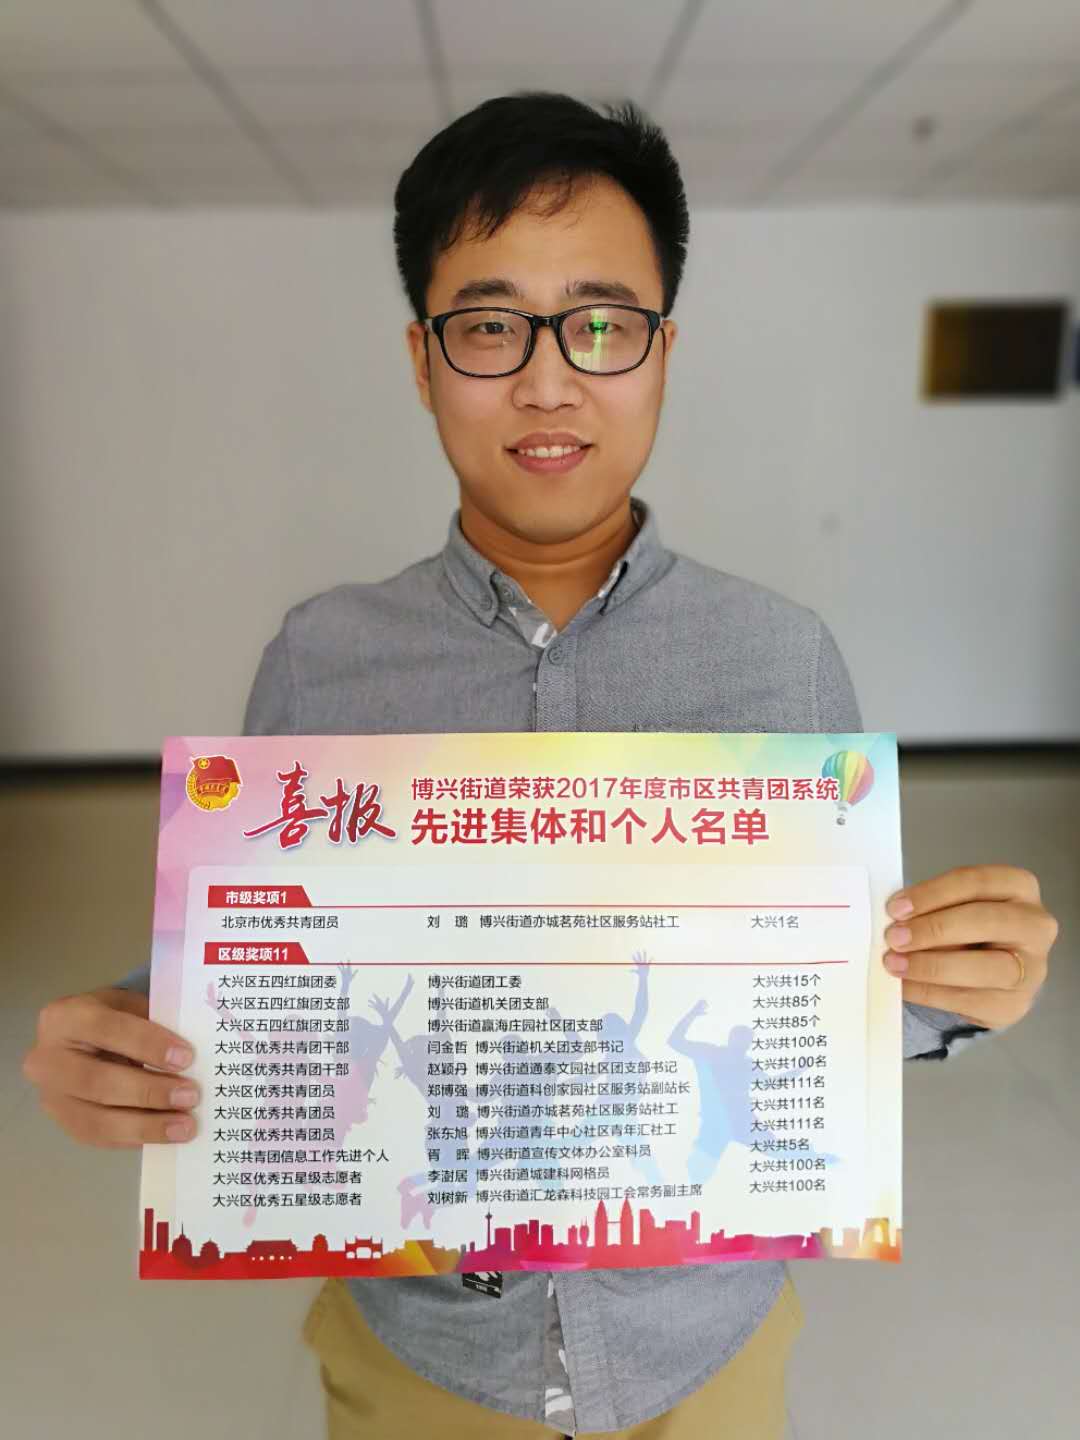 喜报
博兴街道荣获2017年度市区共青团系统
先进集体和个人名单
市级奖项1
北京市优秀共青团员 刘 璐 博兴街道亦城茗苑社区服务站社工 大兴1名
区级奖项11
大兴区五四红旗团委 博兴街道团工委 大兴共15个
大兴区五四红旗团支部 博兴街道机关团支部 大兴共85个
大兴区五四红旗团支部 博兴街道赢海庄园社区团支部 大兴共85个
大兴区优秀共青团干部 闫金哲 博兴街道机关团支部书记 大兴共100名
大兴区优秀共青团干部 赵颖丹 博兴街道通泰文园社区团支部书记 大兴共100名
大兴区优秀共青团员 郑博强 博兴街道科创家园社区服务站副站长 大兴共111名
大兴区优秀共青团员 刘 璐 博兴街道亦城茗苑社区服务站社工 大兴共111名
大兴区优秀共青团员 张东旭 博兴街道青年中心社区青年汇社工 大兴共111名
大兴共青团信息工作先进个人 胥 晖 博兴街道宣传文体办公室科员 大兴共5名
大兴区优秀五星级志愿者 李澍居 博兴街道城建科网格员 大兴共100名
大兴区优秀五星级志愿者 刘树新 博兴街道汇龙森科技园工会常务副主席 大兴共100名